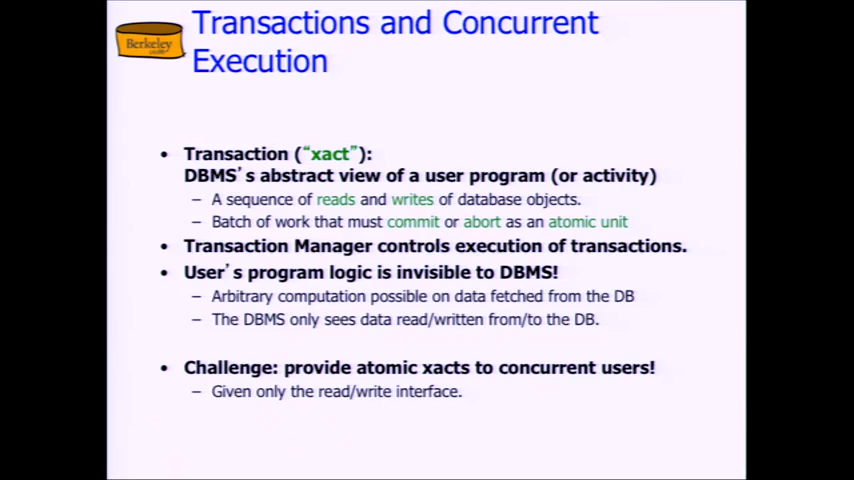 Transactions and Concurrent
Execution
Berkeley
• Transaction (“xact”):
DBMS’s abstract view of a user program (or activity)
– A sequence of reads and writes of database objects.
– Batch of work that must commit or abort as an atomic unit
• Transaction Manager controls execution of transactions.
• User’s program logic is invisible to DBMS!
– Arbitrary computation possible on data fetched from the DB
– The DBMS only sees data read/written from/to the DB.
• Challenge: provide atomic xacts to concurrent users!
– Given only the read/write interface.